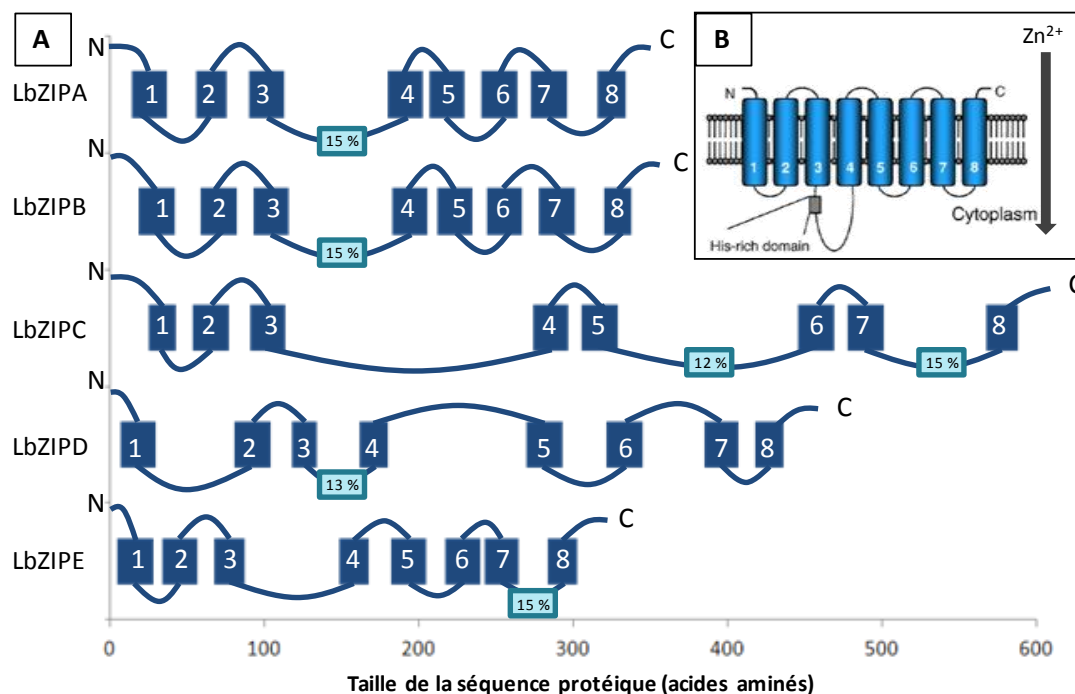 A
B
N
C
LbZIPA
1 2 3 4 5 6 7 8
15 %
Zn²⁺
N
C
1 2 3 4 5 6 7 8
Cytoplasm
His-rich domain
N
C
LbZIPB
1 2 3 4 5 6 7 8
15 %
N
C
LbZIPC
1 2 3 4 5 6 7 8
12 %
15 %
N
C
LbZIPD
1 2 3 4 5 6 7 8
13 %
N
C
LbZIPE
1 2 3 4 5 6 7 8
15 %
0 100 200 300 400 500 600
Taille de la séquence protéique (acides aminés)